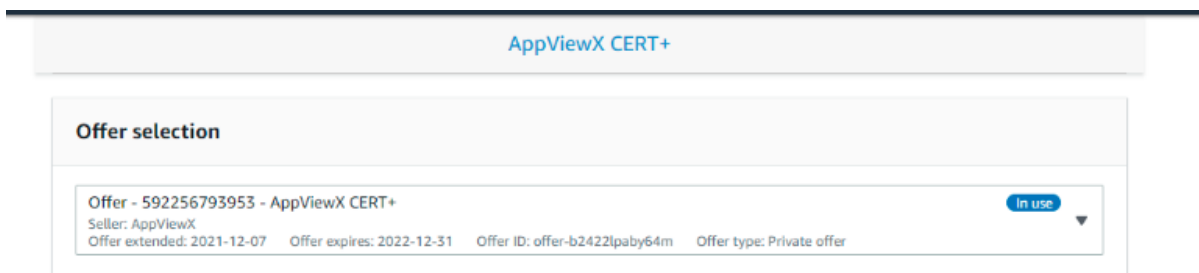 AppViewX CERT+
Offer selection
Offer - 592256793953 - AppViewX CERT+
In use
Seller: AppViewX
Offer extended: 2021-12-07 Offer expires: 2022-12-31 Offer ID: offer-b2422lpaby64m Offer type: Private offer